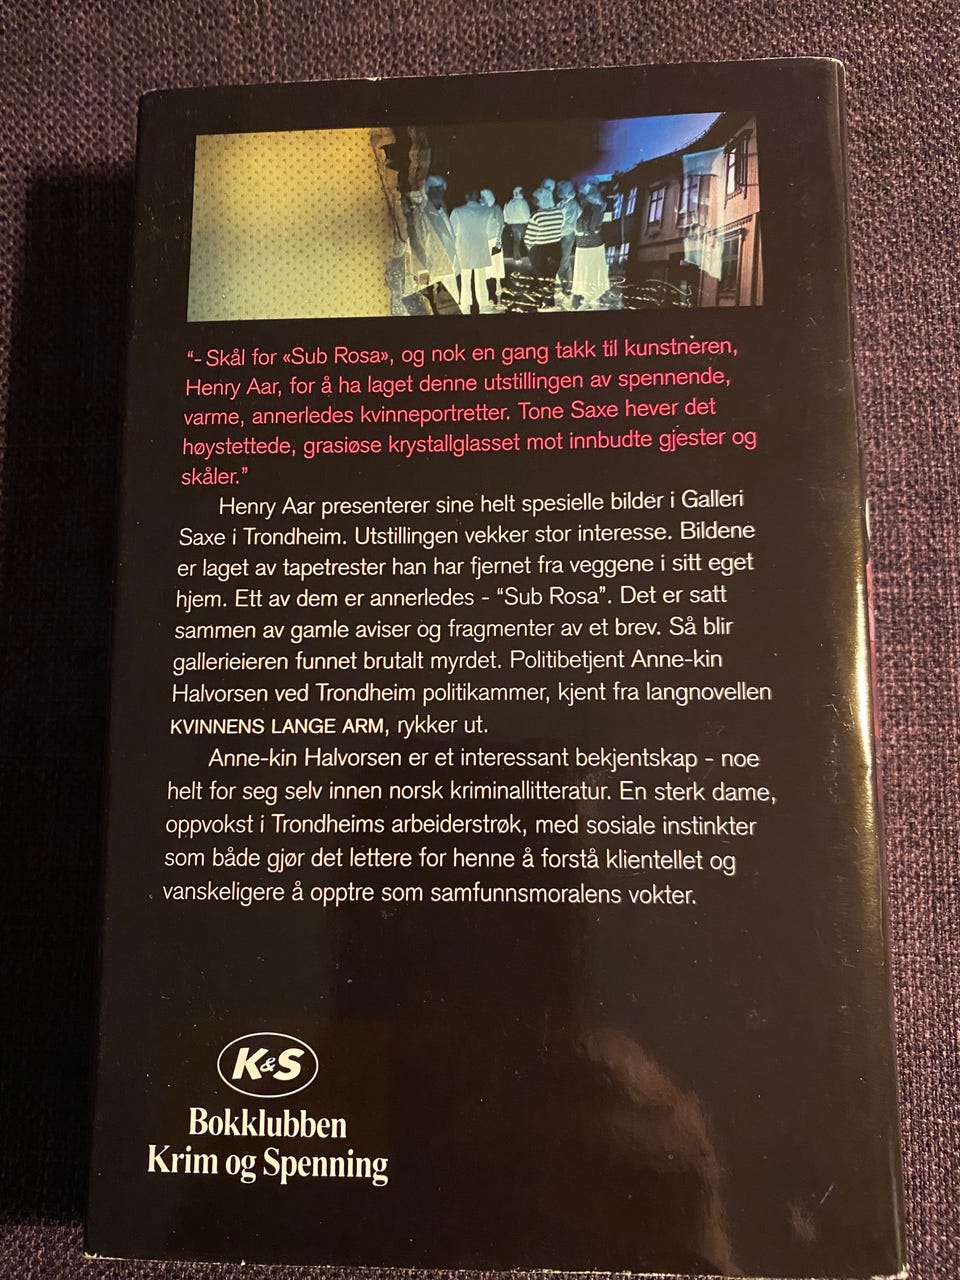 “- Skål for «Sub Rosa», og nok en gang takk til kunstneren,
Henry Aar, for å ha laget denne utstillingen av spennende,
varme, annerledes kvinneportretter. Tone Saxe hever det
høystettede, grasiøse krystallglasset mot innbudte gjester og
skåler.”
Henry Aar presenterer sine helt spesielle bilder i Galleri
Saxe i Trondheim. Utstillingen vekker stor interesse. Bildene
er laget av tapetrester han har fjernet fra veggene i sitt eget
hjem. Ett av dem er annerledes - “Sub Rosa”. Det er satt
sammen av gamle aviser og fragmenter av et brev. Så blir
gallerieieren funnet brutalt myrdet. Politibetjent Anne-kin
Halvorsen ved Trondheim politikammer, kjent fra langnovellen
KVINNENS LANGE ARM, rykker ut.
Anne-kin Halvorsen er et interessant bekjentskap - noe
helt for seg selv innen norsk kriminallitteratur. En sterk dame,
oppvokst i Trondheims arbeiderstrøk, med sosiale instinkter
som både gjør det lettere for henne å forstå klientellet og
vanskeligere å opptre som samfunnsmoralens vokter.
K&S
Bokklubben
Krim og Spenning